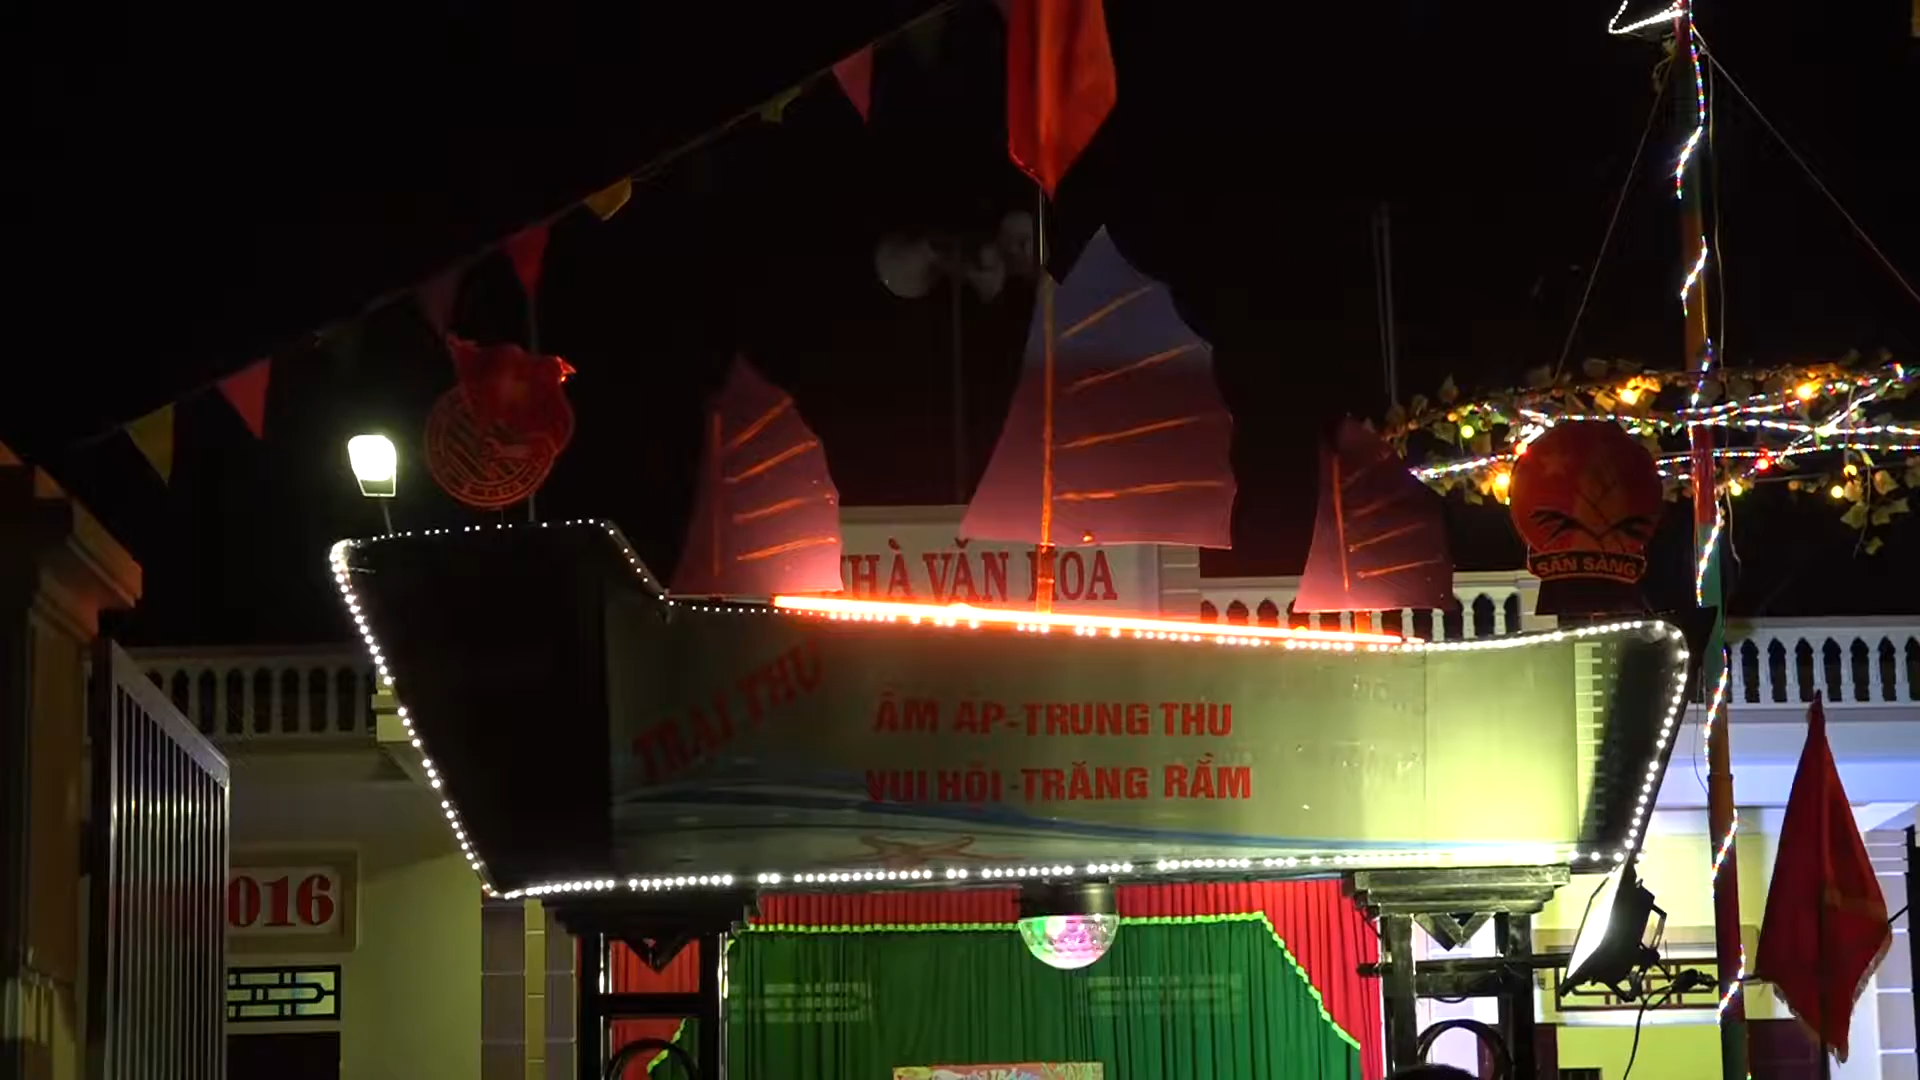 NHÀ VĂN HOÁ
SẴN SÀNG
TRẠI THU
ẤM ÁP-TRUNG THU
VUI HỘI-TRĂNG RẰM
016